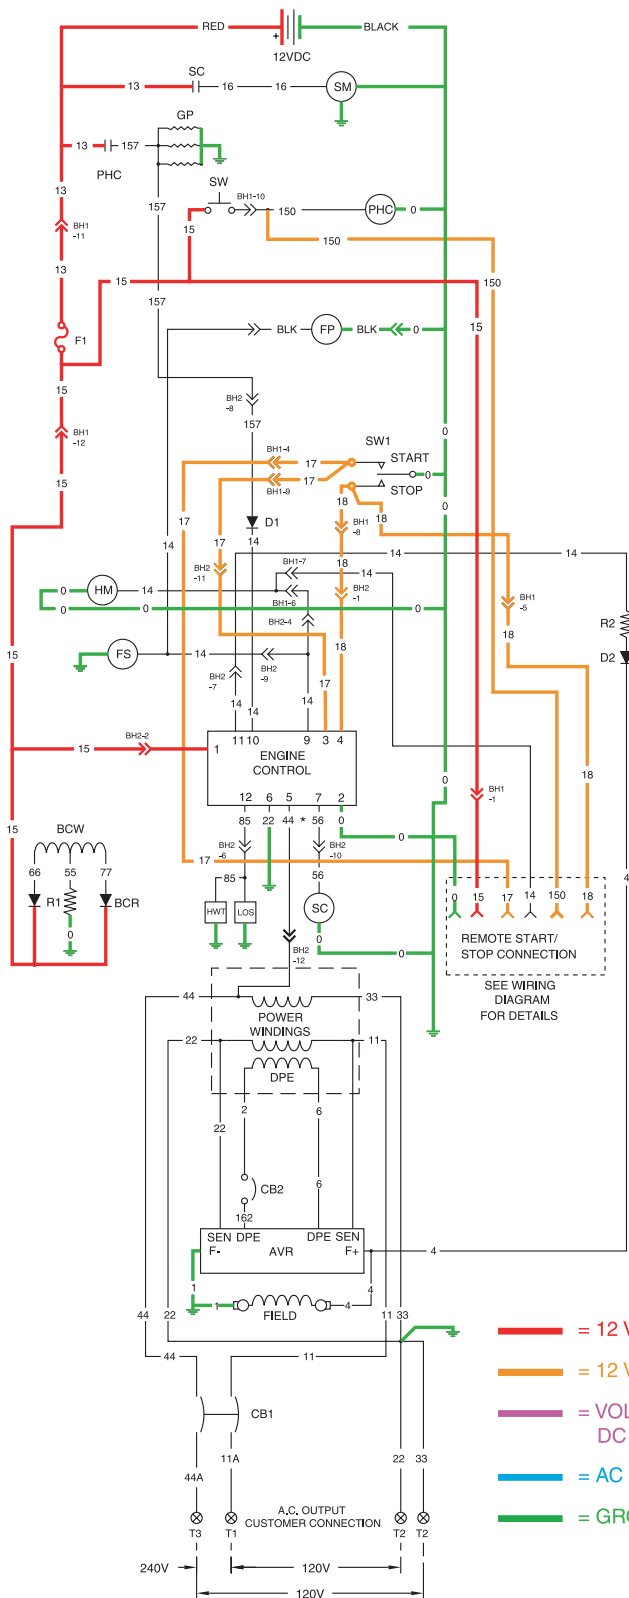 RED
BLACK
12VDC
+
SC
13
16
16
SM
GP
13
157
PHC
SW
13
157
BH1-10
150
PHC
0
15
BH1
-11
150
13
15
150
157
15
F1
BLK
FP
BLK
0
15
BH2
-8
157
BH1
-12
0
SW1
BH1-4
17
START
0
17
BH1-9
STOP
15
18
0
17
D1
BH1
-8
18
17
14
14
BH1-7
14
14
BH2
-11
18
14
0
HM
14
BH2
-1
BH1
-5
0
0
BH1-6
0
R2
BH2-4
18
15
FS
14
BH2
-9
18
D2
BH2
-7
17
14
14
14
11
10
9
3
4
15
BH2-2
1
ENGINE
CONTROL
18
0
BH1
-1
12
6
5
7
2
85
22
44
*
56
0
15
BCW
0
BH2
-6
BH2
-10
17
66
55
77
85
56
4
R1
BCR
HWT
LOS
SC
0
15
17
14
150
18
0
0
0
REMOTE START/
STOP CONNECTION
BH2
-12
SEE WIRING
DIAGRAM
FOR DETAILS
44
33
POWER
WINDINGS
22
11
DPE
2
6
22
CB2
6
162
SEN
DPE
DPE
SEN
F-
AVR
F+
4
1
4
1
4
FIELD
44
22
11
33
= 12 V
44
11
= 12 V
CB1
= VOL
DC
11A
22
33
44A
= AC
A.C. OUTPUT
CUSTOMER CONNECTION
= GR
T3
T1
T2
T2
240V
120V
120V